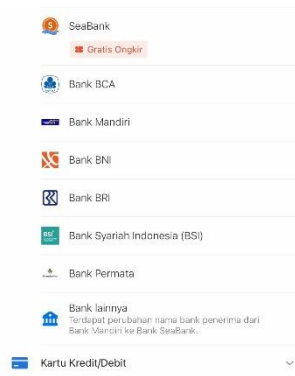 SeaBank
Gratis Ongkir
Bank BCA
Bank Mandiri
Bank BNI
Bank BRI
Bank Syariah Indonesia (BSI)
Bank Permata
Bank lainnya
Terdapat perubahan nama bank penerima dari
Bank Mandiri ke Bank SeaBank.
Kartu Kredit/Debit